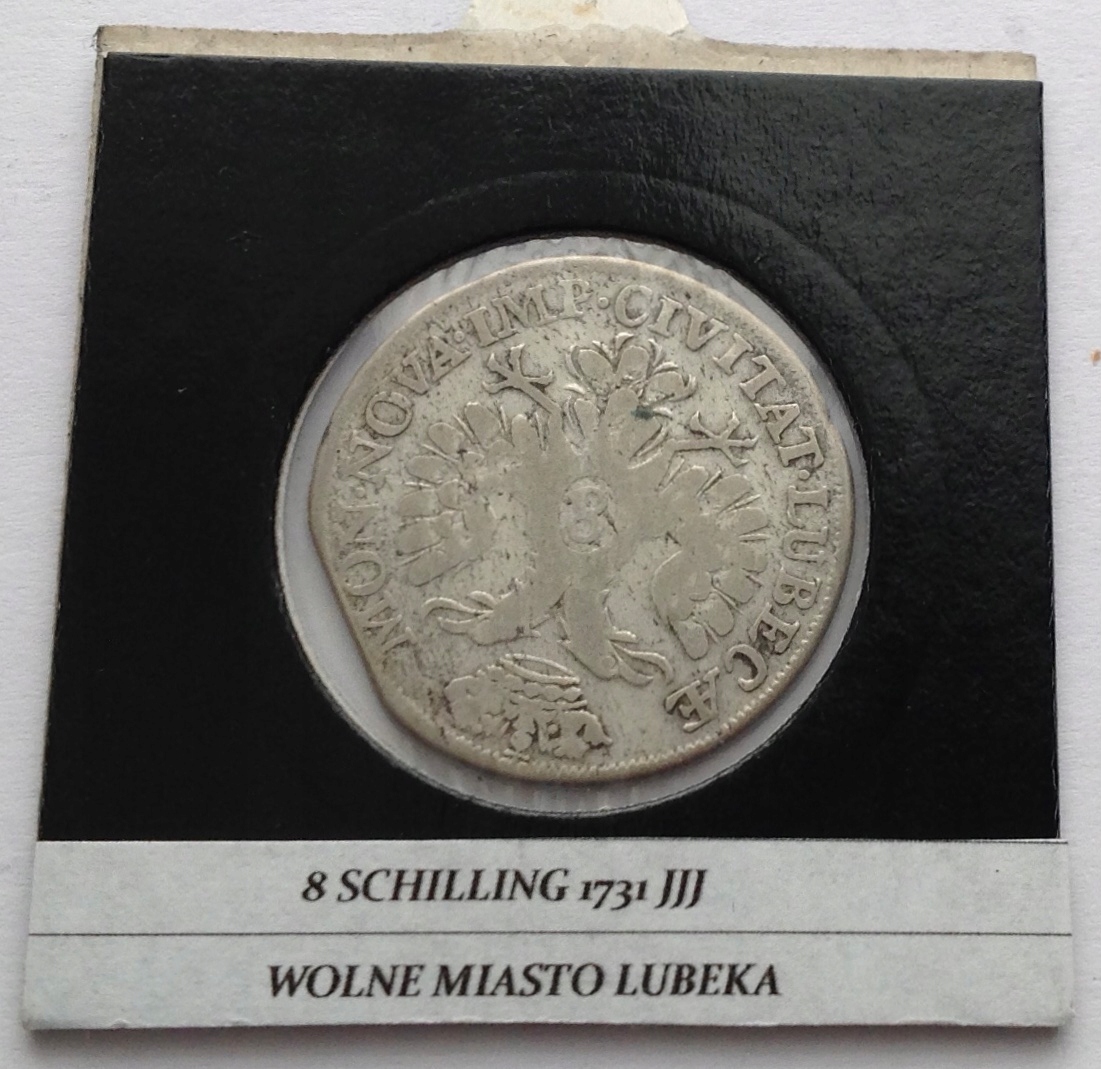 MON·NOVA·IMP·CIVITAT·LUBECÆ
8
8 SCHILLING 1731 JJJ
WOLNE MIASTO LUBEKA